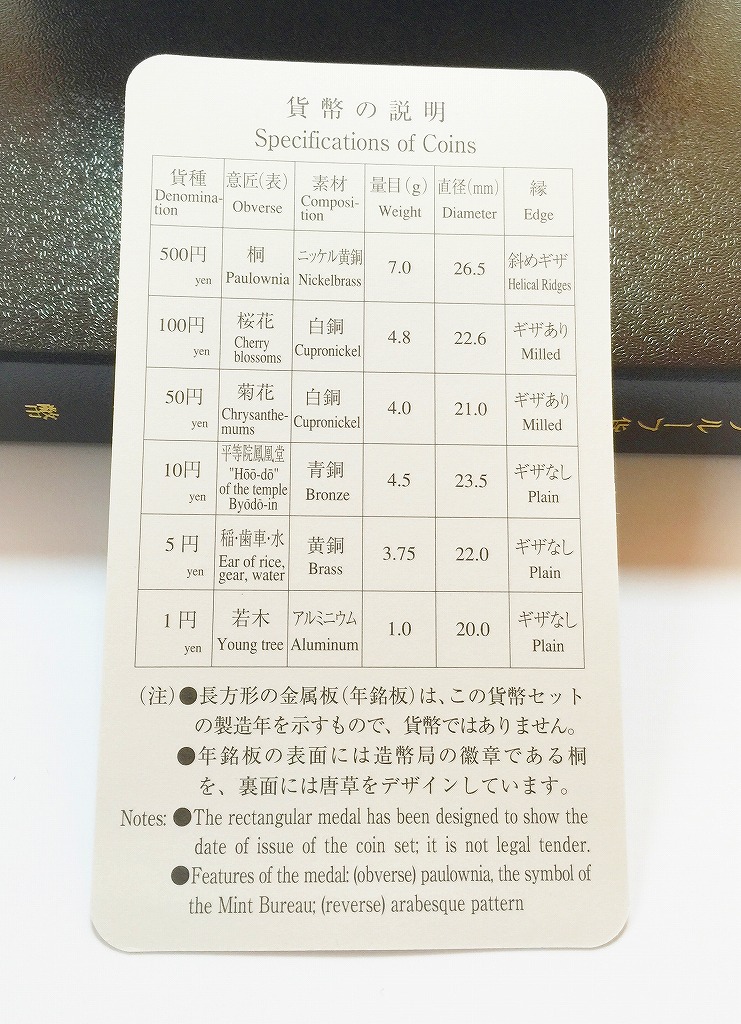 貨幣の説明
Specifications of Coins
貨種 意匠(表) 素材 量目(g) 直径(mm) 縁
Denomina-tion Obverse Composi-tion Weight Diameter Edge
500円 桐 ニッケル黄銅 7.0 26.5 斜めギザ
yen Paulownia Nickelbrass Helical Ridges
100円 桜花 白銅 4.8 22.6 ギザあり
yen Cherry blossoms Cupronickel Milled
50円 菊花 白銅 4.0 21.0 ギザあり
yen Chrysanthe-mums Cupronickel Milled
10円 平等院鳳凰堂 青銅 4.5 23.5 ギザなし
yen "Hōō-dō" of the temple Byōdō-in Bronze Plain
5円 稲・歯車・水 黄銅 3.75 22.0 ギザなし
yen Ear of rice, gear, water Brass Plain
1円 若木 アルミニウム 1.0 20.0 ギザなし
yen Young tree Aluminum Plain
(注)●長方形の金属板(年銘板)は、この貨幣セット
の製造年を示すもので、貨幣ではありません。
●年銘板の表面には造幣局の徽章である桐
を、裏面には唐草をデザインしています。
Notes: ●The rectangular medal has been designed to show the
date of issue of the coin set; it is not legal tender.
●Features of the medal: (obverse) paulownia, the symbol of
the Mint Bureau; (reverse) arabesque pattern
幣
プルーフ貨